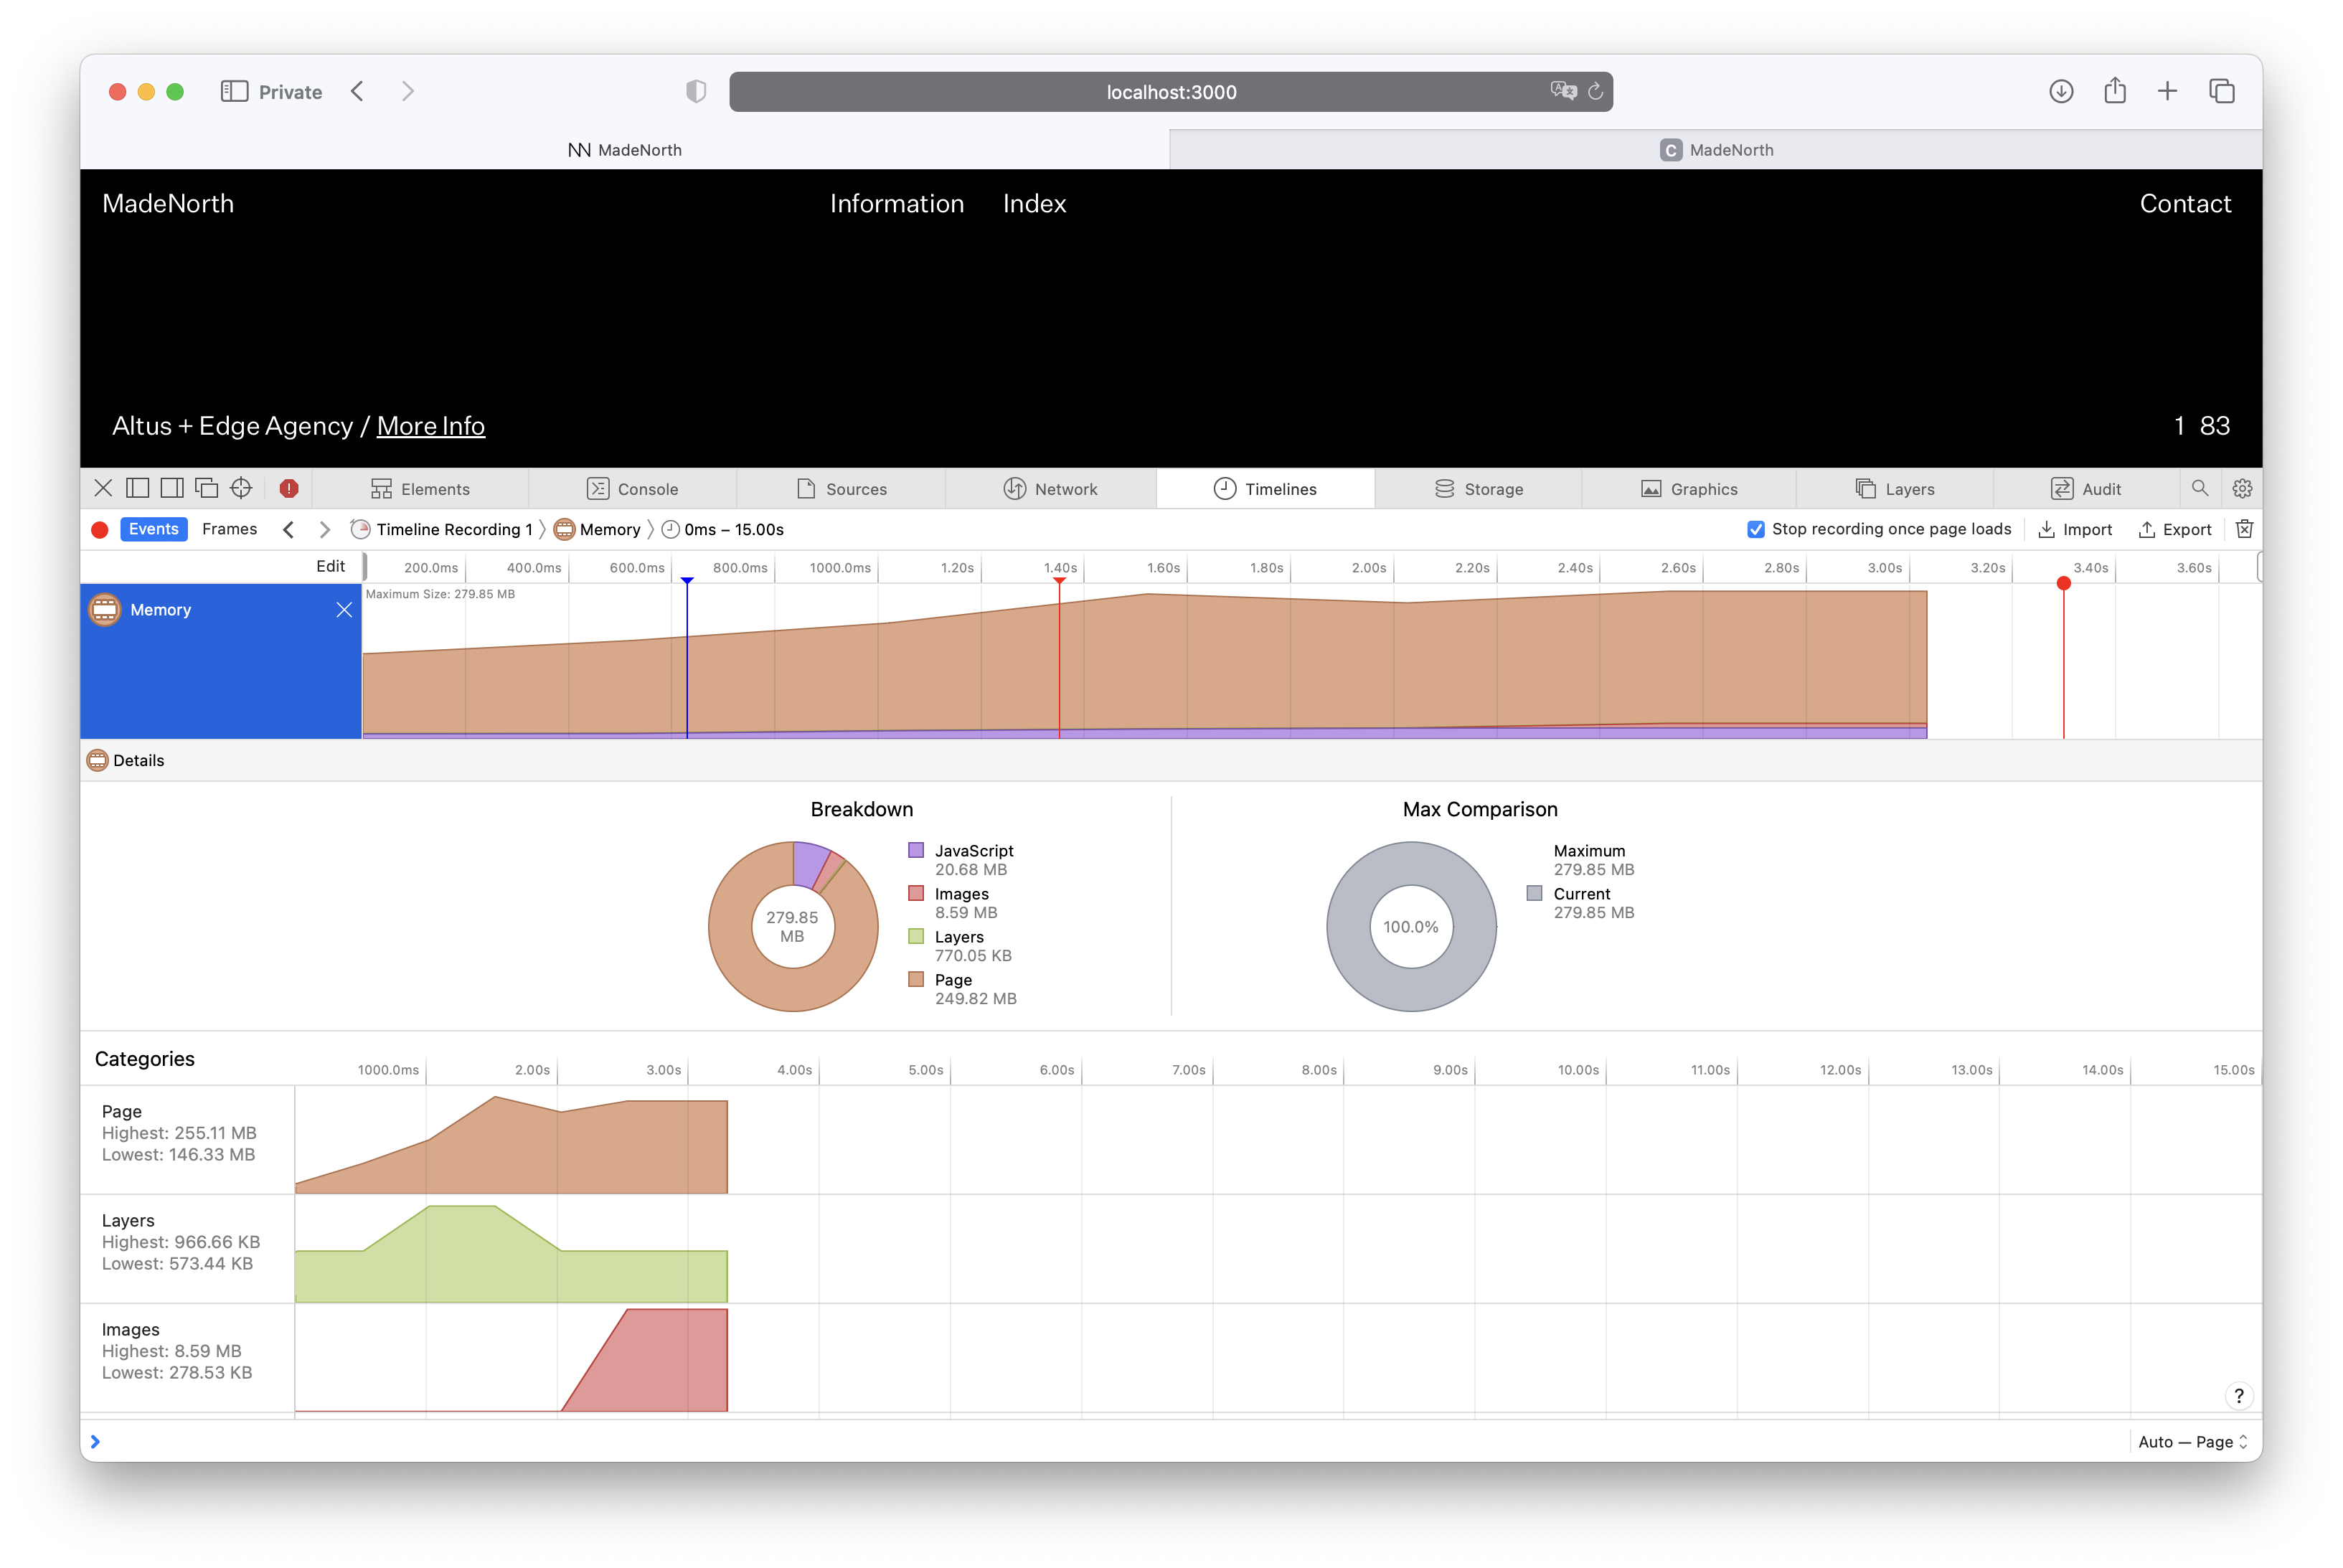 Private
localhost:3000
MadeNorth
C MadeNorth
MadeNorth
Information
Index
Contact
Altus + Edge Agency / More Info
1 83
Elements
Console
Sources
Network
Timelines
Storage
Graphics
Layers
Audit
Events
Frames
Timeline Recording 1
Memory
0ms – 15.00s
Stop recording once page loads
Import
Export
Edit
200.0ms
400.0ms
600.0ms
800.0ms
1000.0ms
1.20s
1.40s
1.60s
1.80s
2.00s
2.20s
2.40s
2.60s
2.80s
3.00s
3.20s
3.40s
3.60s
Memory
Maximum Size: 279.85 MB
Details
Breakdown
279.85
MB
JavaScript
20.68 MB
Images
8.59 MB
Layers
770.05 KB
Page
249.82 MB
Max Comparison
100.0%
Maximum
279.85 MB
Current
279.85 MB
Categories
1000.0ms
2.00s
3.00s
4.00s
5.00s
6.00s
7.00s
8.00s
9.00s
10.00s
11.00s
12.00s
13.00s
14.00s
15.00s
Page
Highest: 255.11 MB
Lowest: 146.33 MB
Layers
Highest: 966.66 KB
Lowest: 573.44 KB
Images
Highest: 8.59 MB
Lowest: 278.53 KB
?
Auto — Page